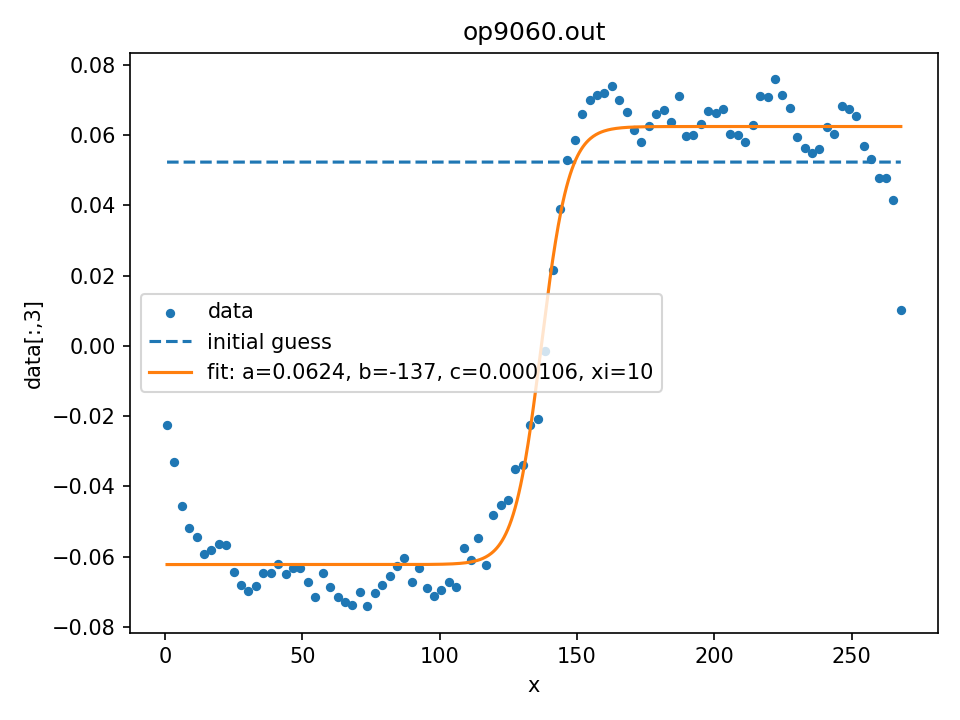 op9060.out
0.08
0.06
0.04
0.02
0.00
−0.02
−0.04
−0.06
−0.08
data[:,3]
data
initial guess
fit: a=0.0624, b=-137, c=0.000106, xi=10
0 50 100 150 200 250
x